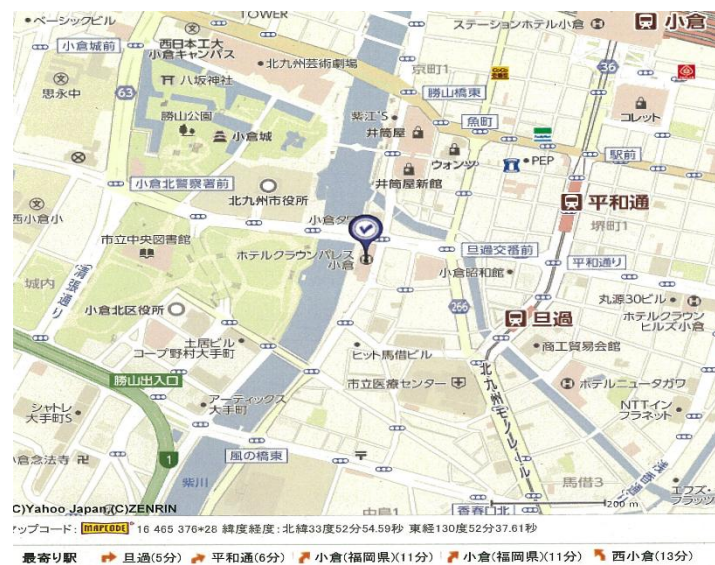 ベーシックビル
TOWER
ステーションホテル小倉
小倉
小倉城前
西日本工大
小倉キャンパス
北九州芸術劇場
京町1
36
八坂神社
思永中
63
勝山橋東
勝山公園
紫江'S
魚町
コレット
小倉城
井筒屋
駅前
ウォンツ
PEP
小倉北警察署前
井筒屋新館
北九州市役所
平和通
西小倉小
堺町1
市立中央図書館
ホテルクラウンパレス
小倉
旦過交番前
小倉昭和館
平和通り
城内
清張通り
266
丸源30ビル
小倉北区役所
旦過
ホテルクラウン
ヒルズ小倉
土居ビル
コープ野村大手町
ヒット馬借ビル
商工貿易会館
勝山出入口
市立医療センター
北九州モノレール
ホテルニュータガワ
アーティックス
大手町
シャトレ
大手町S
NTTイン
フラネット
風の橋東
小倉念法寺
1
紫川
馬借3
エフズ・
フラッツ
(C)Yahoo Japan,(C)ZENRIN
中島1
香春口北
200 m
マップコード: MAPCODE 16 465 376*28 緯度経度:北緯33度52分54.59秒 東経130度52分37.61秒
最寄り駅 旦過(5分) 平和通(6分) 小倉(福岡県)(11分) 小倉(福岡県)(11分) 西小倉(13分)